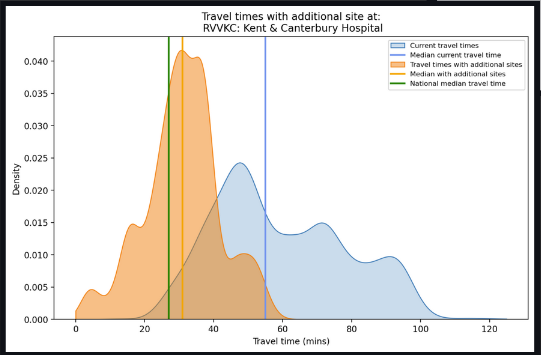 Travel times with additional site at:
RVVKC: Kent & Canterbury Hospital
Current travel times
Median current travel time
Travel times with additional sites
Median with additional sites
National median travel time
Density
0.040
0.035
0.030
0.025
0.020
0.015
0.010
0.005
0.000
0 20 40 60 80 100 120
Travel time (mins)